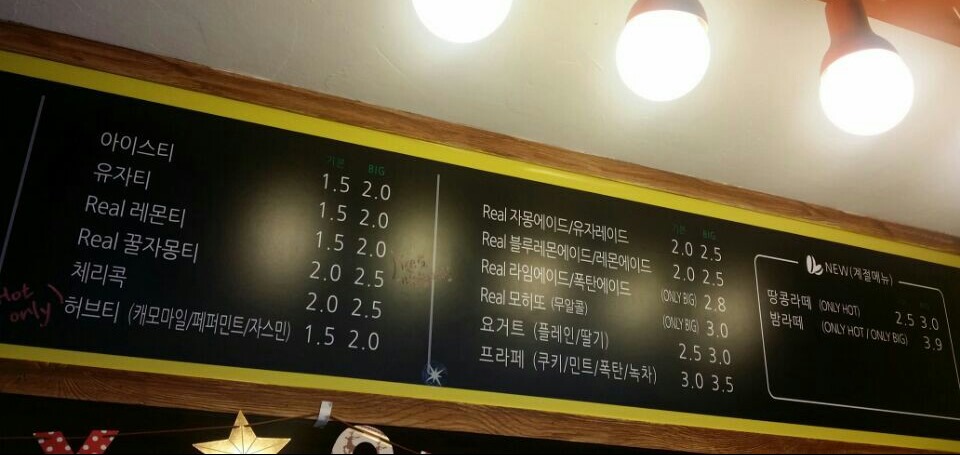 기본 BIG
아이스티 1.5 2.0
유자티 1.5 2.0
Real 레몬티 1.5 2.0
Real 꿀자몽티 2.0 2.5
체리콕 2.0 2.5
Hot only) 허브티 (캐모마일/페퍼민트/자스민) 1.5 2.0
기본 BIG
Real 자몽에이드/유자레이드 2.0 2.5
Real 블루레몬에이드/레몬에이드 2.0 2.5
Real 라임에이드/폭탄에이드 (ONLY BIG) 2.8
Real 모히또 (무알콜) (ONLY BIG) 3.0
요거트 (플레인/딸기) 2.5 3.0
프라페 (쿠키/민트/폭탄/녹차) 3.0 3.5
NEW (계절메뉴)
땅콩라떼 (ONLY HOT) 2.5 3.0
밤라떼 (ONLY HOT / ONLY BIG) 3.9